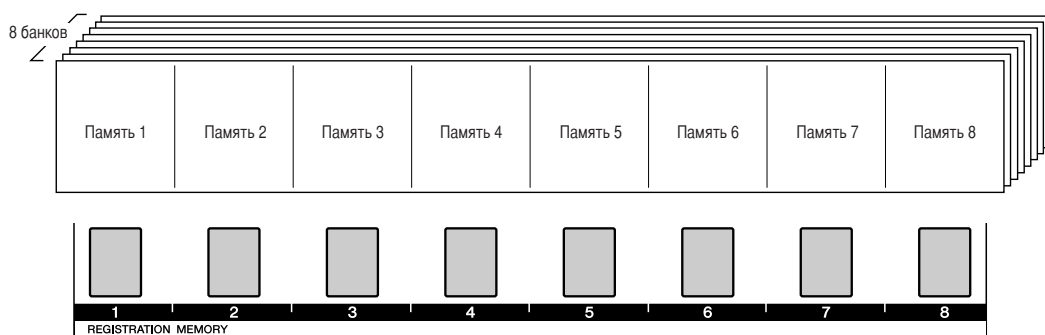 8 банков
Память 1 Память 2 Память 3 Память 4 Память 5 Память 6 Память 7 Память 8
1 2 3 4 5 6 7 8
REGISTRATION MEMORY